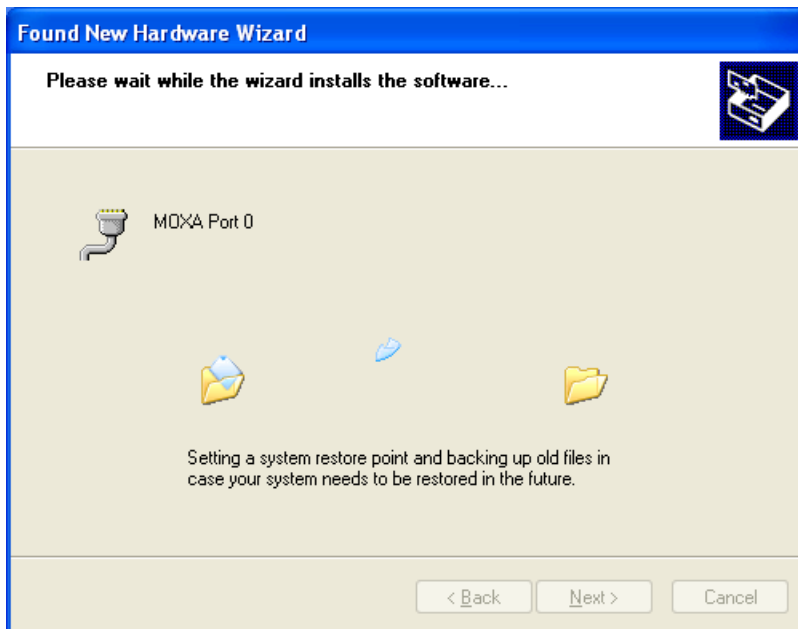 Found New Hardware Wizard
Please wait while the wizard installs the software...
MOXA Port 0
Setting a system restore point and backing up old files in
case your system needs to be restored in the future.
< Back
Next >
Cancel